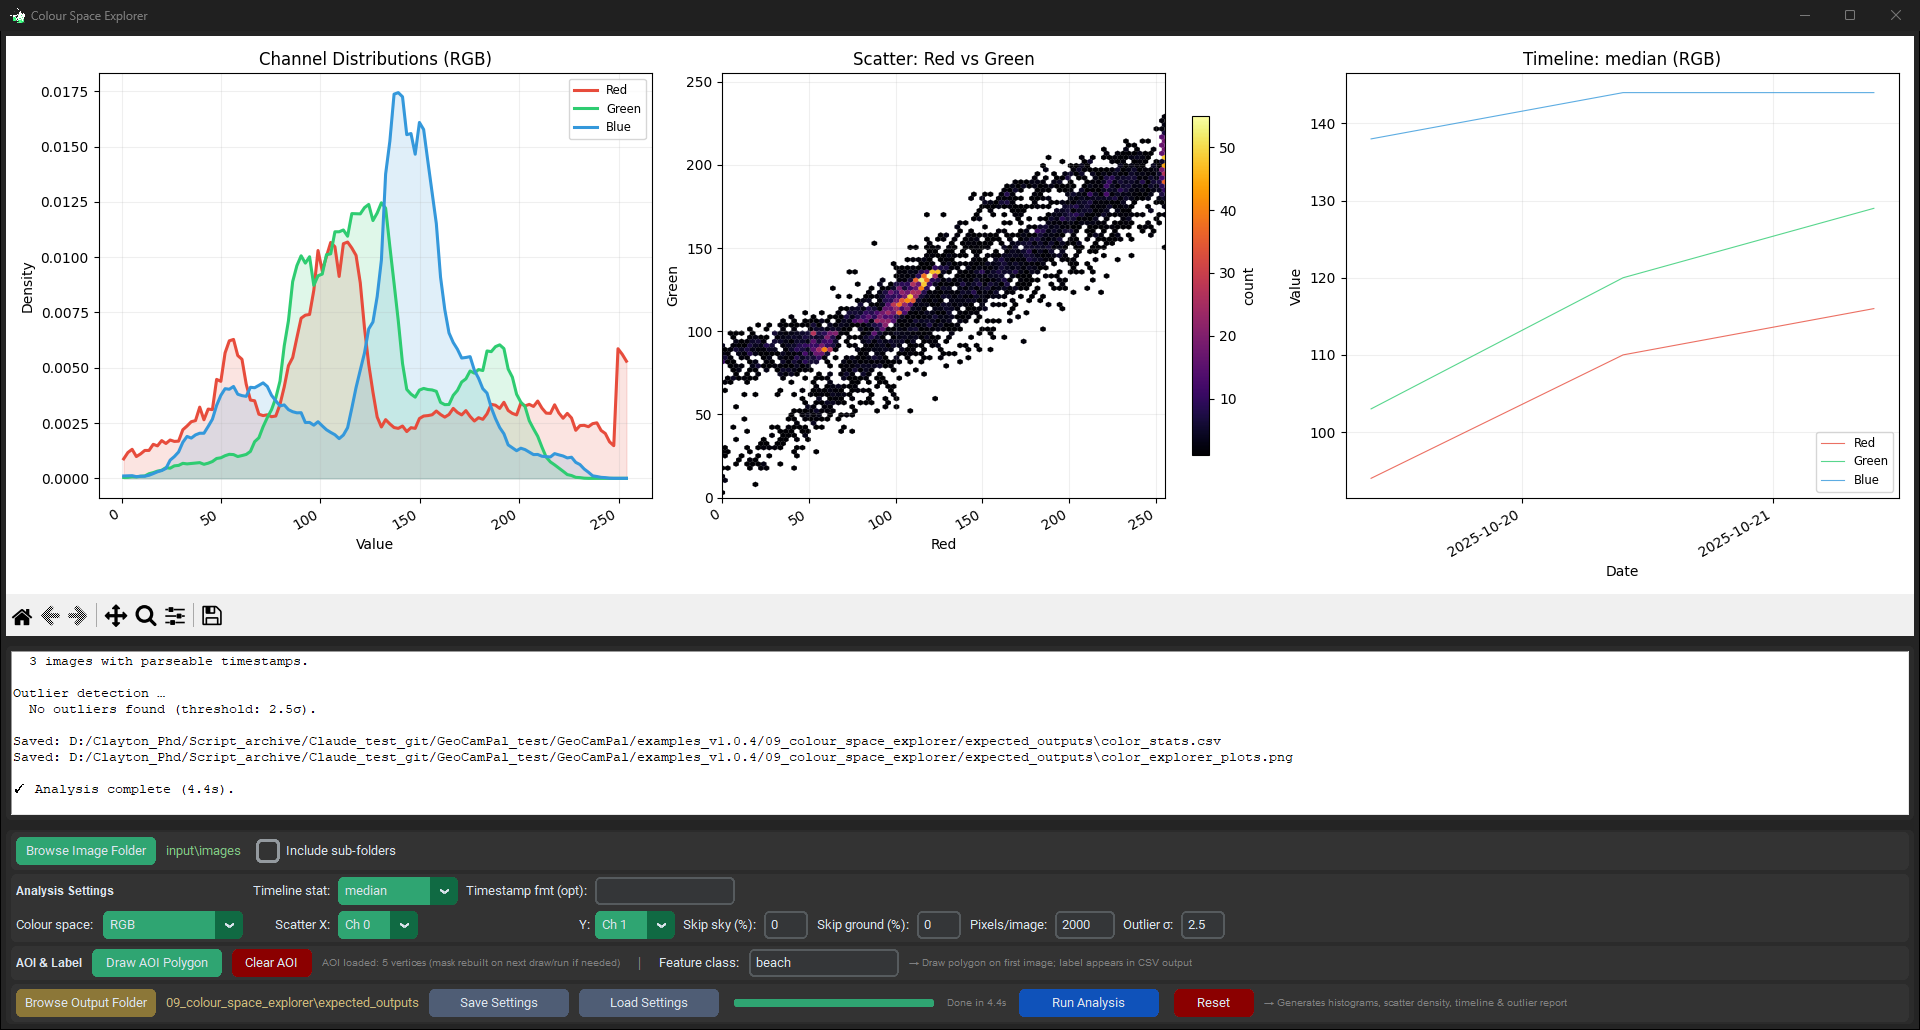 Colour Space Explorer
Channel Distributions (RGB)
Density
0.0175
0.0150
0.0125
0.0100
0.0075
0.0050
0.0025
0.0000
Red
Green
Blue
0
50
100
150
200
250
Value
Scatter: Red vs Green
Green
250
200
150
100
50
0
0
50
100
150
200
250
Red
50
40
30
20
10
count
Timeline: median (RGB)
Value
140
130
120
110
100
Red
Green
Blue
2025-10-20
2025-10-21
Date
3 images with parseable timestamps.
Outlier detection …
No outliers found (threshold: 2.5σ).
Saved: D:/Clayton_Phd/Script_archive/Claude_test_git/GeoCamPal_test/GeoCamPal/examples_v1.0.4/09_colour_space_explorer/expected_outputs\color_stats.csv
Saved: D:/Clayton_Phd/Script_archive/Claude_test_git/GeoCamPal_test/GeoCamPal/examples_v1.0.4/09_colour_space_explorer/expected_outputs\color_explorer_plots.png
✓ Analysis complete (4.4s).
Browse Image Folder input\images Include sub-folders
Analysis Settings Timeline stat: median Timestamp fmt (opt):
Colour space: RGB Scatter X: Ch 0 Y: Ch 1 Skip sky (%): 0 Skip ground (%): 0 Pixels/image: 2000 Outlier σ: 2.5
AOI & Label Draw AOI Polygon Clear AOI AOI loaded: 5 vertices (mask rebuilt on next draw/run if needed) | Feature class: beach → Draw polygon on first image; label appears in CSV output
Browse Output Folder 09_colour_space_explorer\expected_outputs Save Settings Load Settings Done in 4.4s Run Analysis Reset → Generates histograms, scatter density, timeline & outlier report